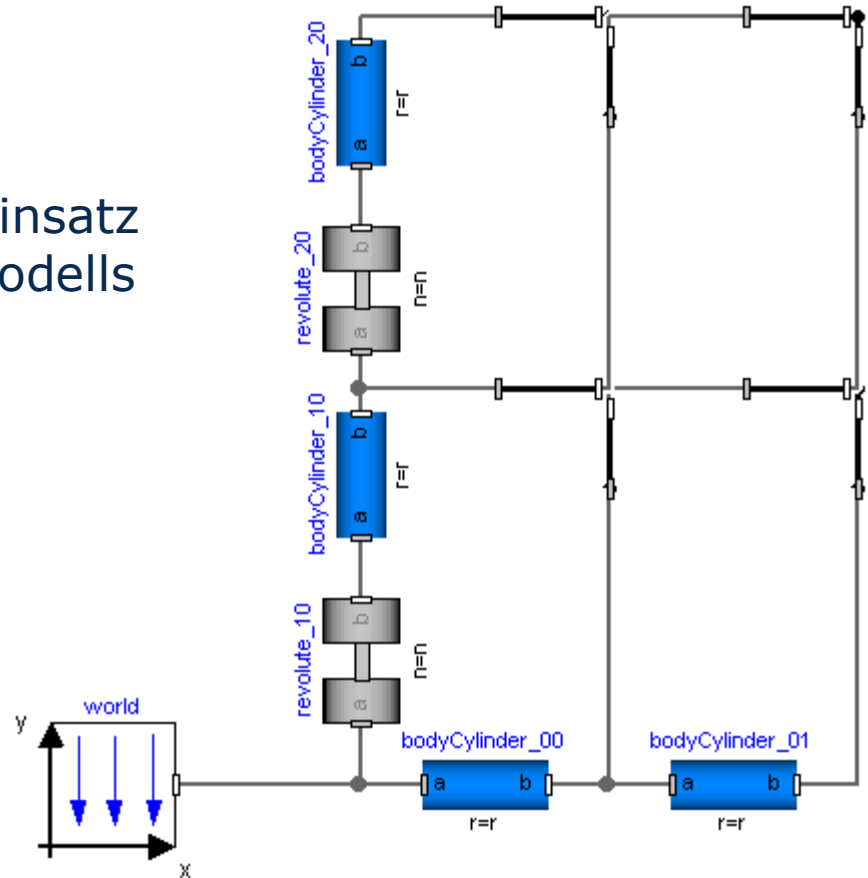 insatz
odells
bodyCylinder_20
b
a
r=r
revolute_20
b
a
n=n
bodyCylinder_10
b
a
r=r
revolute_10
b
a
n=n
world
y
x
bodyCylinder_00
a b
r=r
bodyCylinder_01
a b
r=r